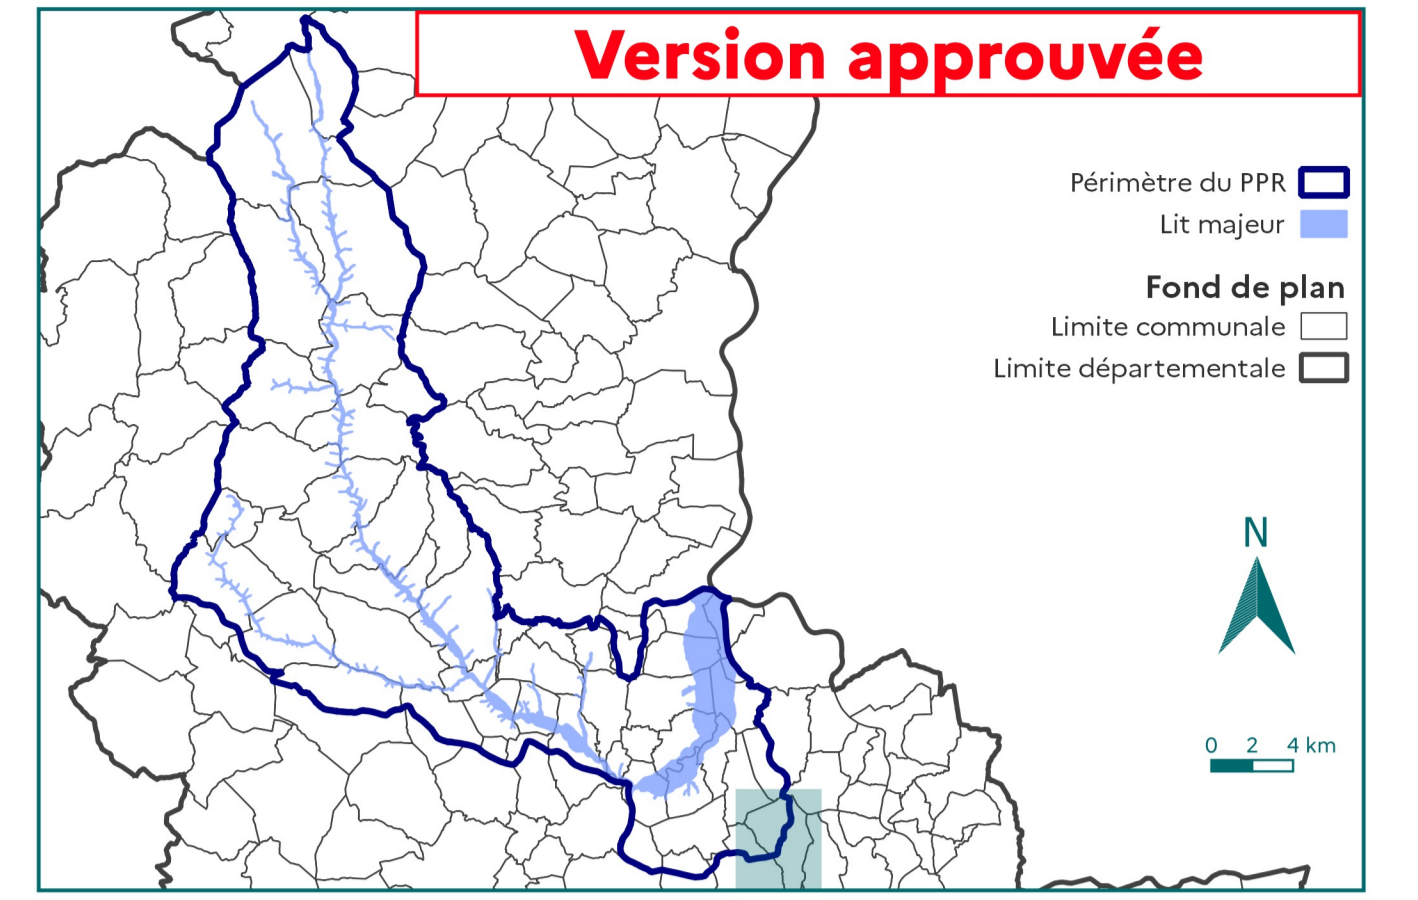 Version approuvée
Périmètre du PPR
Lit majeur
Fond de plan
Limite communale
Limite départementale
N
0 2 4 km